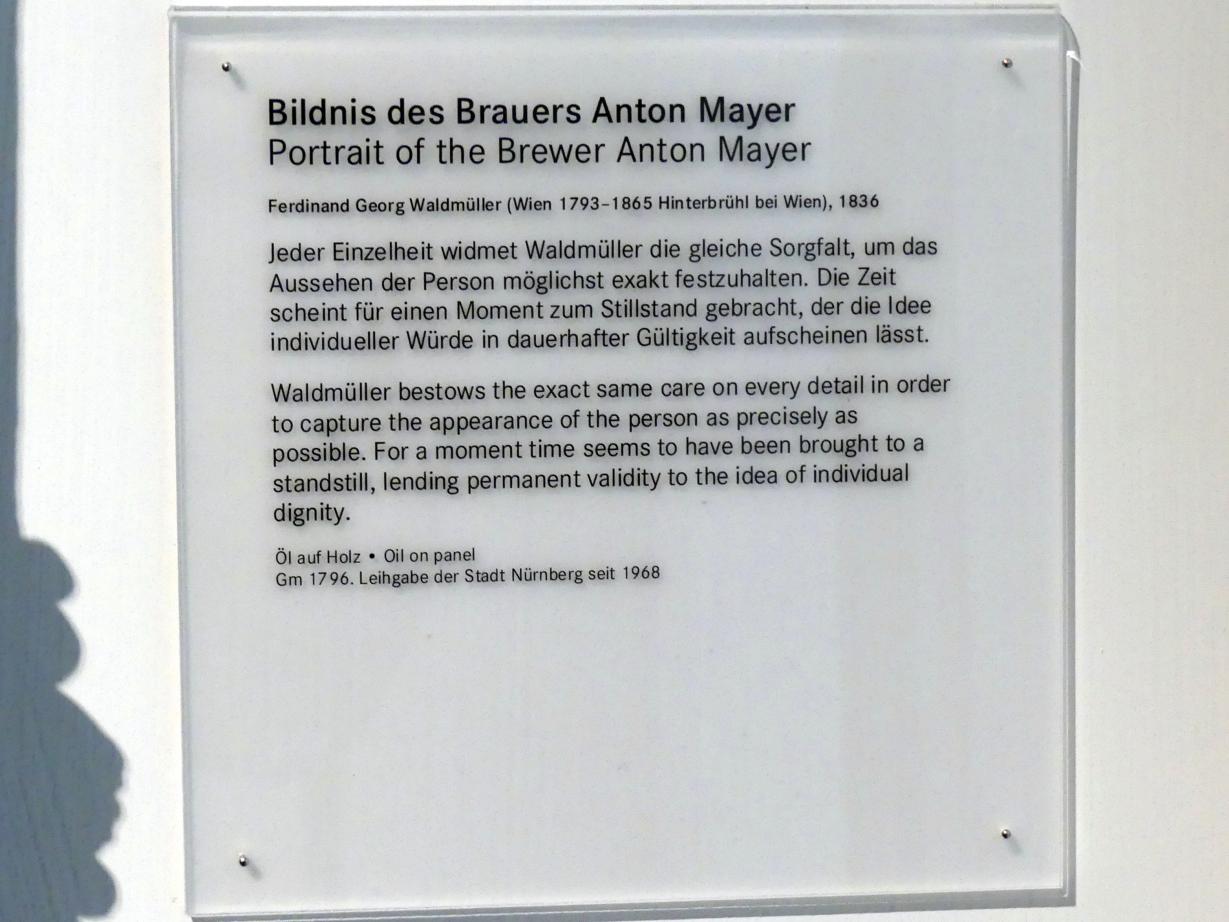 Bildnis des Brauers Anton Mayer
Portrait of the Brewer Anton Mayer
Ferdinand Georg Waldmüller (Wien 1793–1865 Hinterbrühl bei Wien), 1836
Jeder Einzelheit widmet Waldmüller die gleiche Sorgfalt, um das
Aussehen der Person möglichst exakt festzuhalten. Die Zeit
scheint für einen Moment zum Stillstand gebracht, der die Idee
individueller Würde in dauerhafter Gültigkeit aufscheinen lässt.
Waldmüller bestows the exact same care on every detail in order
to capture the appearance of the person as precisely as
possible. For a moment time seems to have been brought to a
standstill, lending permanent validity to the idea of individual
dignity.
Öl auf Holz • Oil on panel
Gm 1796. Leihgabe der Stadt Nürnberg seit 1968